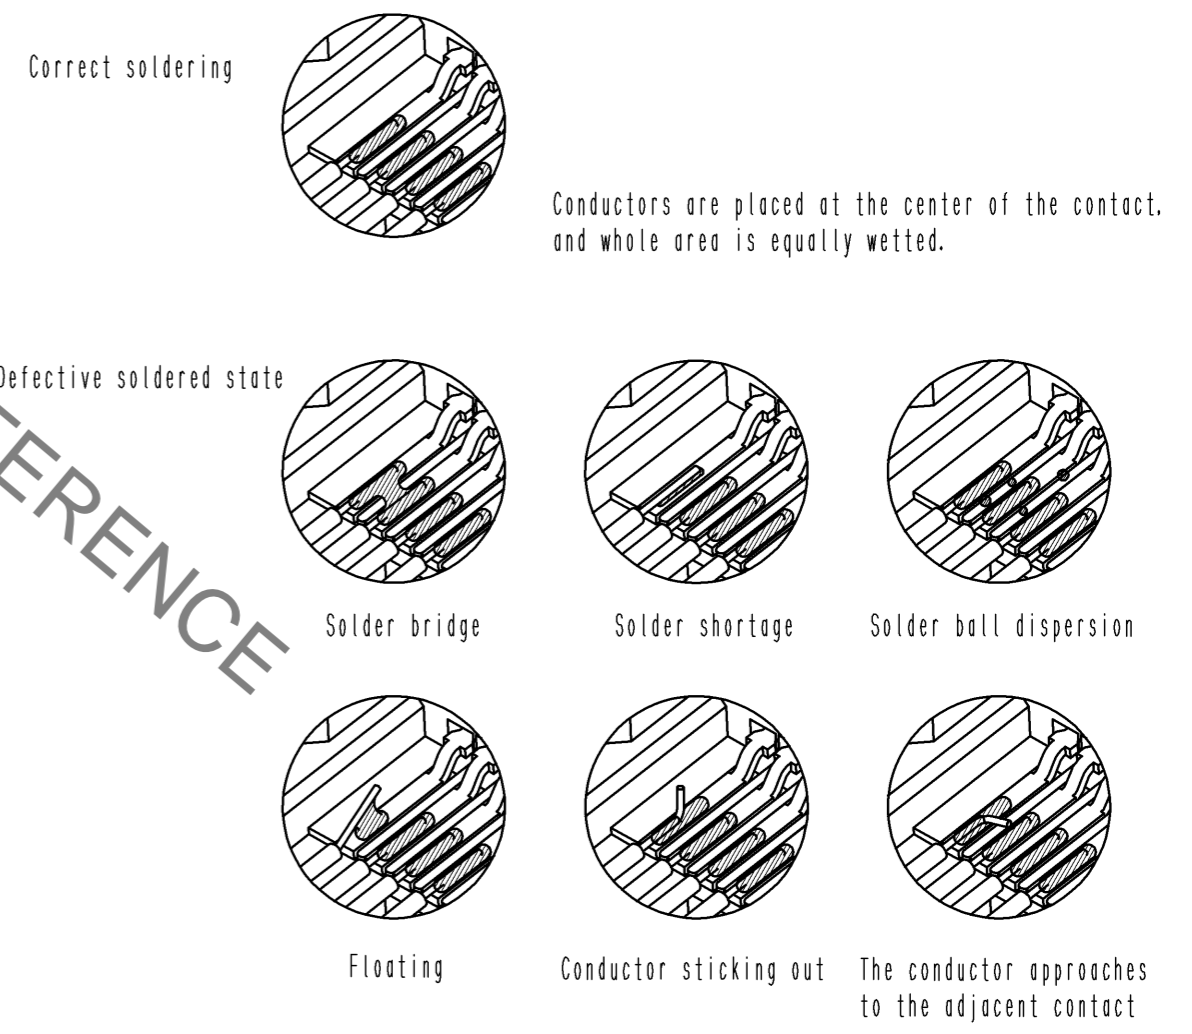 Correct soldering
Conductors are placed at the center of the contact,
and whole area is equally wetted.
Defective soldered state
ERENCE
Solder bridge
Solder shortage
Solder ball dispersion
Floating
Conductor sticking out
The conductor approaches
to the adjacent contact